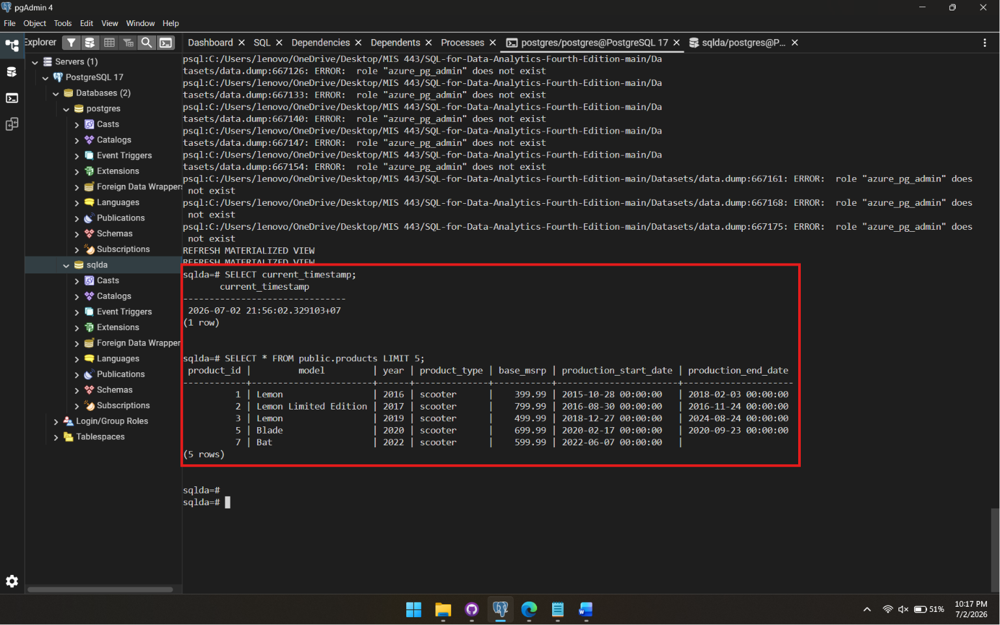 pgAdmin 4
File Object Tools Edit View Window Help
Explorer
Dashboard SQL Dependencies Dependents Processes postgres/postgres@PostgreSQL 17 sqlda/postgres@P...
Servers (1)
PostgreSQL 17
Databases (2)
postgres
Casts
Catalogs
Event Triggers
Extensions
Foreign Data Wrappers
Languages
Publications
Schemas
Subscriptions
sqlda
Casts
Catalogs
Event Triggers
Extensions
Foreign Data Wrapper
Languages
Publications
Schemas
Subscriptions
Login/Group Roles
Tablespaces
psql:C:/Users/lenovo/OneDrive/Desktop/MIS 443/SQL-for-Data-Analytics-Fourth-Edition-main/Da
tasets/data.dump:667126: ERROR:  role "azure_pg_admin" does not exist
psql:C:/Users/lenovo/OneDrive/Desktop/MIS 443/SQL-for-Data-Analytics-Fourth-Edition-main/Da
tasets/data.dump:667133: ERROR:  role "azure_pg_admin" does not exist
psql:C:/Users/lenovo/OneDrive/Desktop/MIS 443/SQL-for-Data-Analytics-Fourth-Edition-main/Da
tasets/data.dump:667140: ERROR:  role "azure_pg_admin" does not exist
psql:C:/Users/lenovo/OneDrive/Desktop/MIS 443/SQL-for-Data-Analytics-Fourth-Edition-main/Da
tasets/data.dump:667147: ERROR:  role "azure_pg_admin" does not exist
psql:C:/Users/lenovo/OneDrive/Desktop/MIS 443/SQL-for-Data-Analytics-Fourth-Edition-main/Da
tasets/data.dump:667154: ERROR:  role "azure_pg_admin" does not exist
psql:C:/Users/lenovo/OneDrive/Desktop/MIS 443/SQL-for-Data-Analytics-Fourth-Edition-main/Datasets/data.dump:667161: ERROR:  role "azure_pg_admin" does
 not exist
psql:C:/Users/lenovo/OneDrive/Desktop/MIS 443/SQL-for-Data-Analytics-Fourth-Edition-main/Datasets/data.dump:667168: ERROR:  role "azure_pg_admin" does
 not exist
psql:C:/Users/lenovo/OneDrive/Desktop/MIS 443/SQL-for-Data-Analytics-Fourth-Edition-main/Datasets/data.dump:667175: ERROR:  role "azure_pg_admin" does
 not exist
REFRESH MATERIALIZED VIEW
REFRESH MATERIALIZED VIEW
sqlda=# SELECT current_timestamp;
       current_timestamp
-------------------------------
 2026-07-02 21:56:02.329103+07
(1 row)
sqlda=# SELECT * FROM public.products LIMIT 5;
 product_id |         model         | year | product_type | base_msrp | production_start_date | production_end_date
------------+-----------------------+------+--------------+-----------+-----------------------+---------------------
          1 | Lemon                 | 2016 | scooter      |    399.99 | 2015-10-28 00:00:00   | 2018-02-03 00:00:00
          2 | Lemon Limited Edition | 2017 | scooter      |    799.99 | 2016-08-30 00:00:00   | 2016-11-24 00:00:00
          3 | Lemon                 | 2019 | scooter      |    499.99 | 2018-12-27 00:00:00   | 2024-08-24 00:00:00
          5 | Blade                 | 2020 | scooter      |    699.99 | 2020-02-17 00:00:00   | 2020-09-23 00:00:00
          7 | Bat                   | 2022 | scooter      |    599.99 | 2022-06-07 00:00:00   |
(5 rows)
sqlda=#
sqlda=#
51%
10:17 PM
7/2/2026